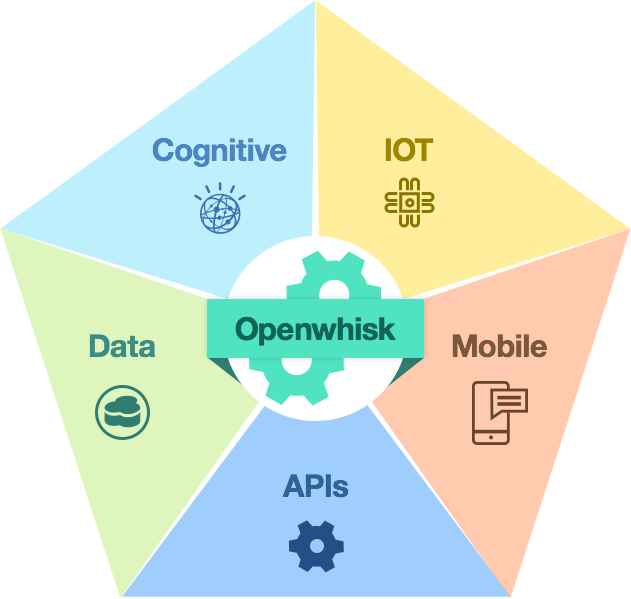 Cognitive
IOT
Openwhisk
Data
Mobile
APIs